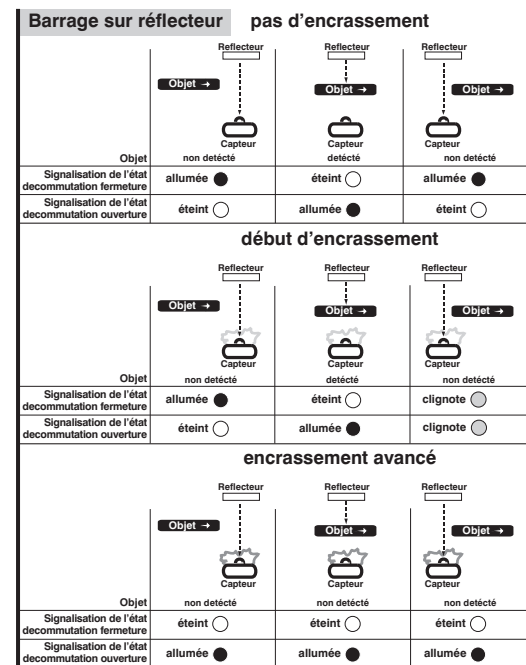 Barrage sur réflecteur pas d'encrassement
Reflecteur Reflecteur Reflecteur
Objet → Objet → Objet →
Capteur Capteur Capteur
Objet non detécté detécté non detécté
Signalisation de l'état
decommutation fermeture allumée éteint allumée
Signalisation de l'état
decommutation ouverture éteint allumée éteint
début d'encrassement
Reflecteur Reflecteur Reflecteur
Objet → Objet → Objet →
Capteur Capteur Capteur
Objet non detécté detécté non detécté
Signalisation de l'état
decommutation fermeture allumée éteint clignote
Signalisation de l'état
decommutation ouverture éteint allumée clignote
encrassement avancé
Reflecteur Reflecteur Reflecteur
Objet → Objet → Objet →
Capteur Capteur Capteur
Objet non detécté non detécté non detécté
Signalisation de l'état
decommutation fermeture éteint éteint éteint
Signalisation de l'état
decommutation ouverture allumée allumée allumée